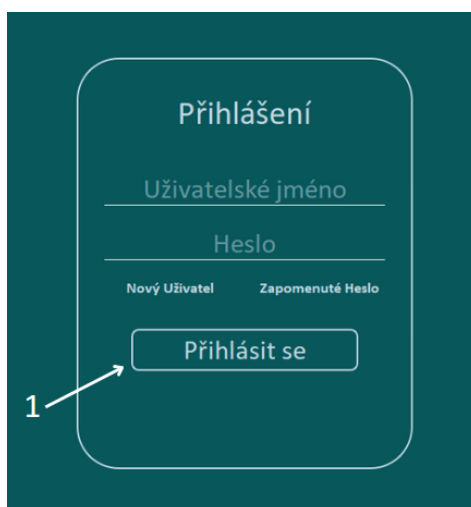 Přihlášení
Uživatelské jméno
Heslo
Nový Uživatel Zapomenuté Heslo
Přihlásit se
1